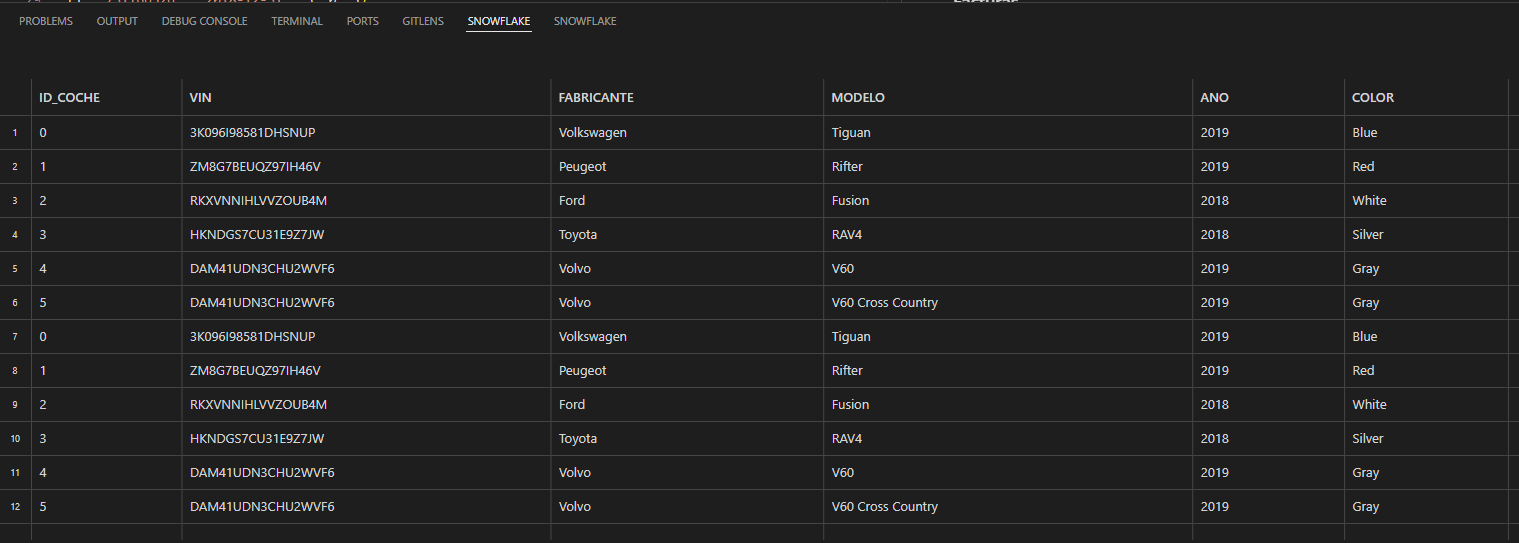 PROBLEMS OUTPUT DEBUG CONSOLE TERMINAL PORTS GITLENS SNOWFLAKE SNOWFLAKE
ID_COCHE VIN FABRICANTE MODELO ANO COLOR
1 0 3K096I98581DHSNUP Volkswagen Tiguan 2019 Blue
2 1 ZM8G7BEUQZ97IH46V Peugeot Rifter 2019 Red
3 2 RKXVNNIHLVVZOUB4M Ford Fusion 2018 White
4 3 HKNDGS7CU31E9Z7JW Toyota RAV4 2018 Silver
5 4 DAM41UDN3CHU2WVF6 Volvo V60 2019 Gray
6 5 DAM41UDN3CHU2WVF6 Volvo V60 Cross Country 2019 Gray
7 0 3K096I98581DHSNUP Volkswagen Tiguan 2019 Blue
8 1 ZM8G7BEUQZ97IH46V Peugeot Rifter 2019 Red
9 2 RKXVNNIHLVVZOUB4M Ford Fusion 2018 White
10 3 HKNDGS7CU31E9Z7JW Toyota RAV4 2018 Silver
11 4 DAM41UDN3CHU2WVF6 Volvo V60 2019 Gray
12 5 DAM41UDN3CHU2WVF6 Volvo V60 Cross Country 2019 Gray